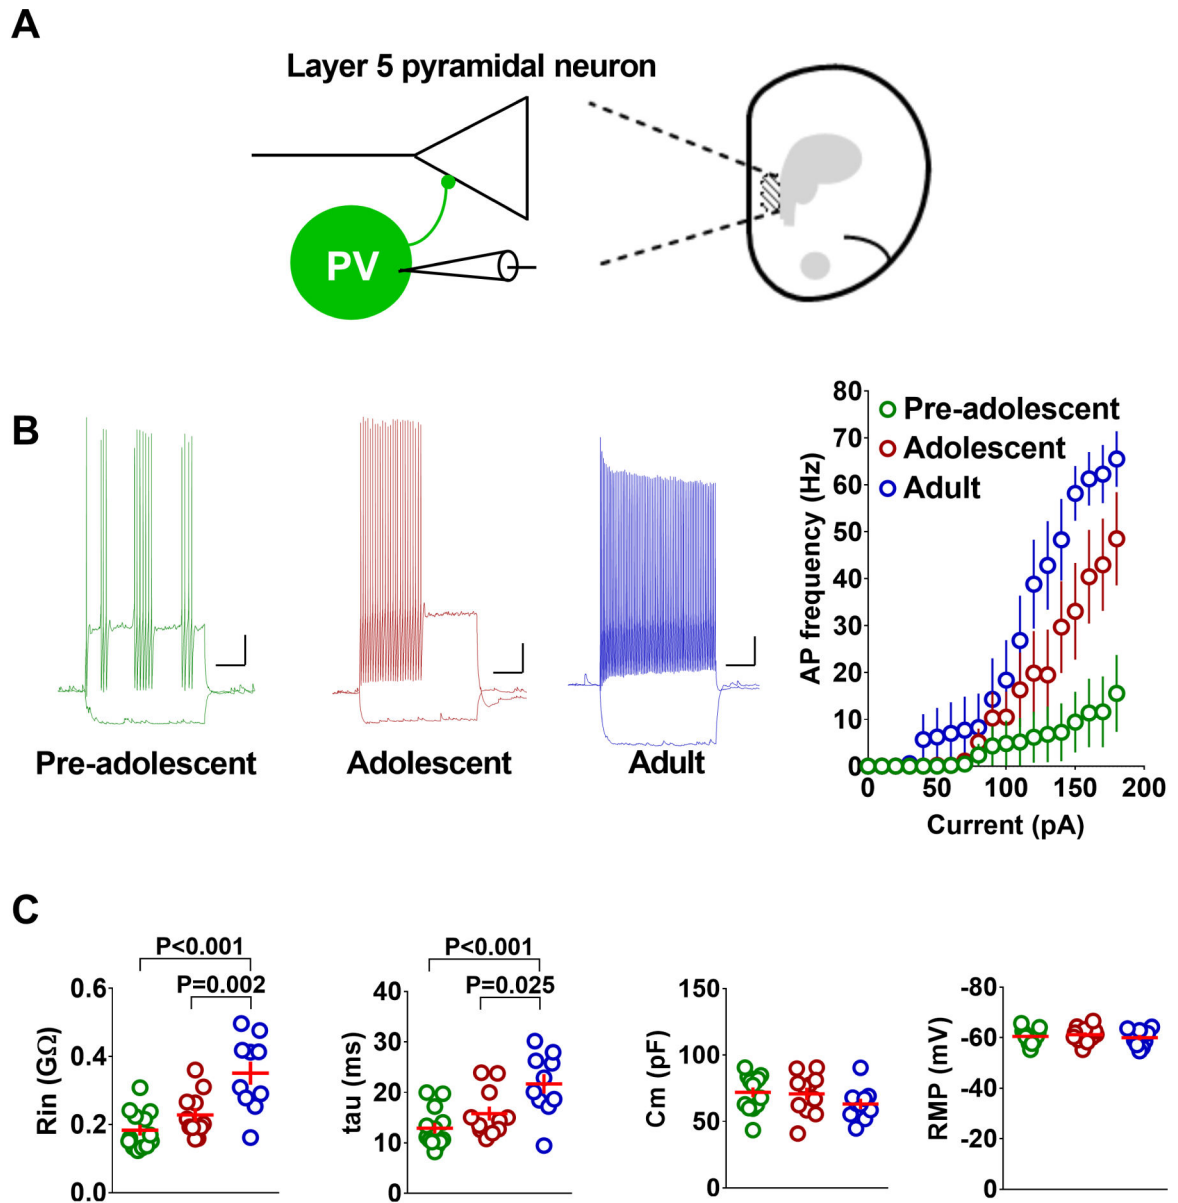 A
Layer 5 pyramidal neuron
PV
B
Pre-adolescent
Adolescent
Adult
AP frequency (Hz)
80
70
60
50
40
30
20
10
0
Pre-adolescent
Adolescent
Adult
0
50
100
150
200
Current (pA)
C
P<0.001
P=0.002
Rin (GΩ)
0.6
0.4
0.2
0.0
P<0.001
P=0.025
tau (ms)
40
30
20
10
0
Cm (pF)
150
100
50
0
RMP (mV)
-80
-60
-40
-20
0